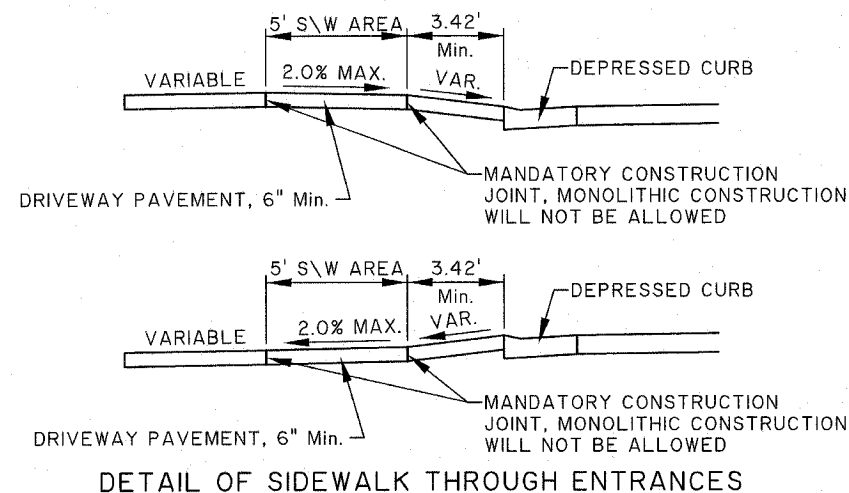 5' S\W AREA 3.42'
Min.
VARIABLE 2.0% MAX. VAR. DEPRESSED CURB
MANDATORY CONSTRUCTION
JOINT, MONOLITHIC CONSTRUCTION
WILL NOT BE ALLOWED
DRIVEWAY PAVEMENT, 6" Min.
5' S\W AREA 3.42'
Min.
VARIABLE 2.0% MAX. VAR. DEPRESSED CURB
MANDATORY CONSTRUCTION
JOINT, MONOLITHIC CONSTRUCTION
WILL NOT BE ALLOWED
DRIVEWAY PAVEMENT, 6" Min.
DETAIL OF SIDEWALK THROUGH ENTRANCES